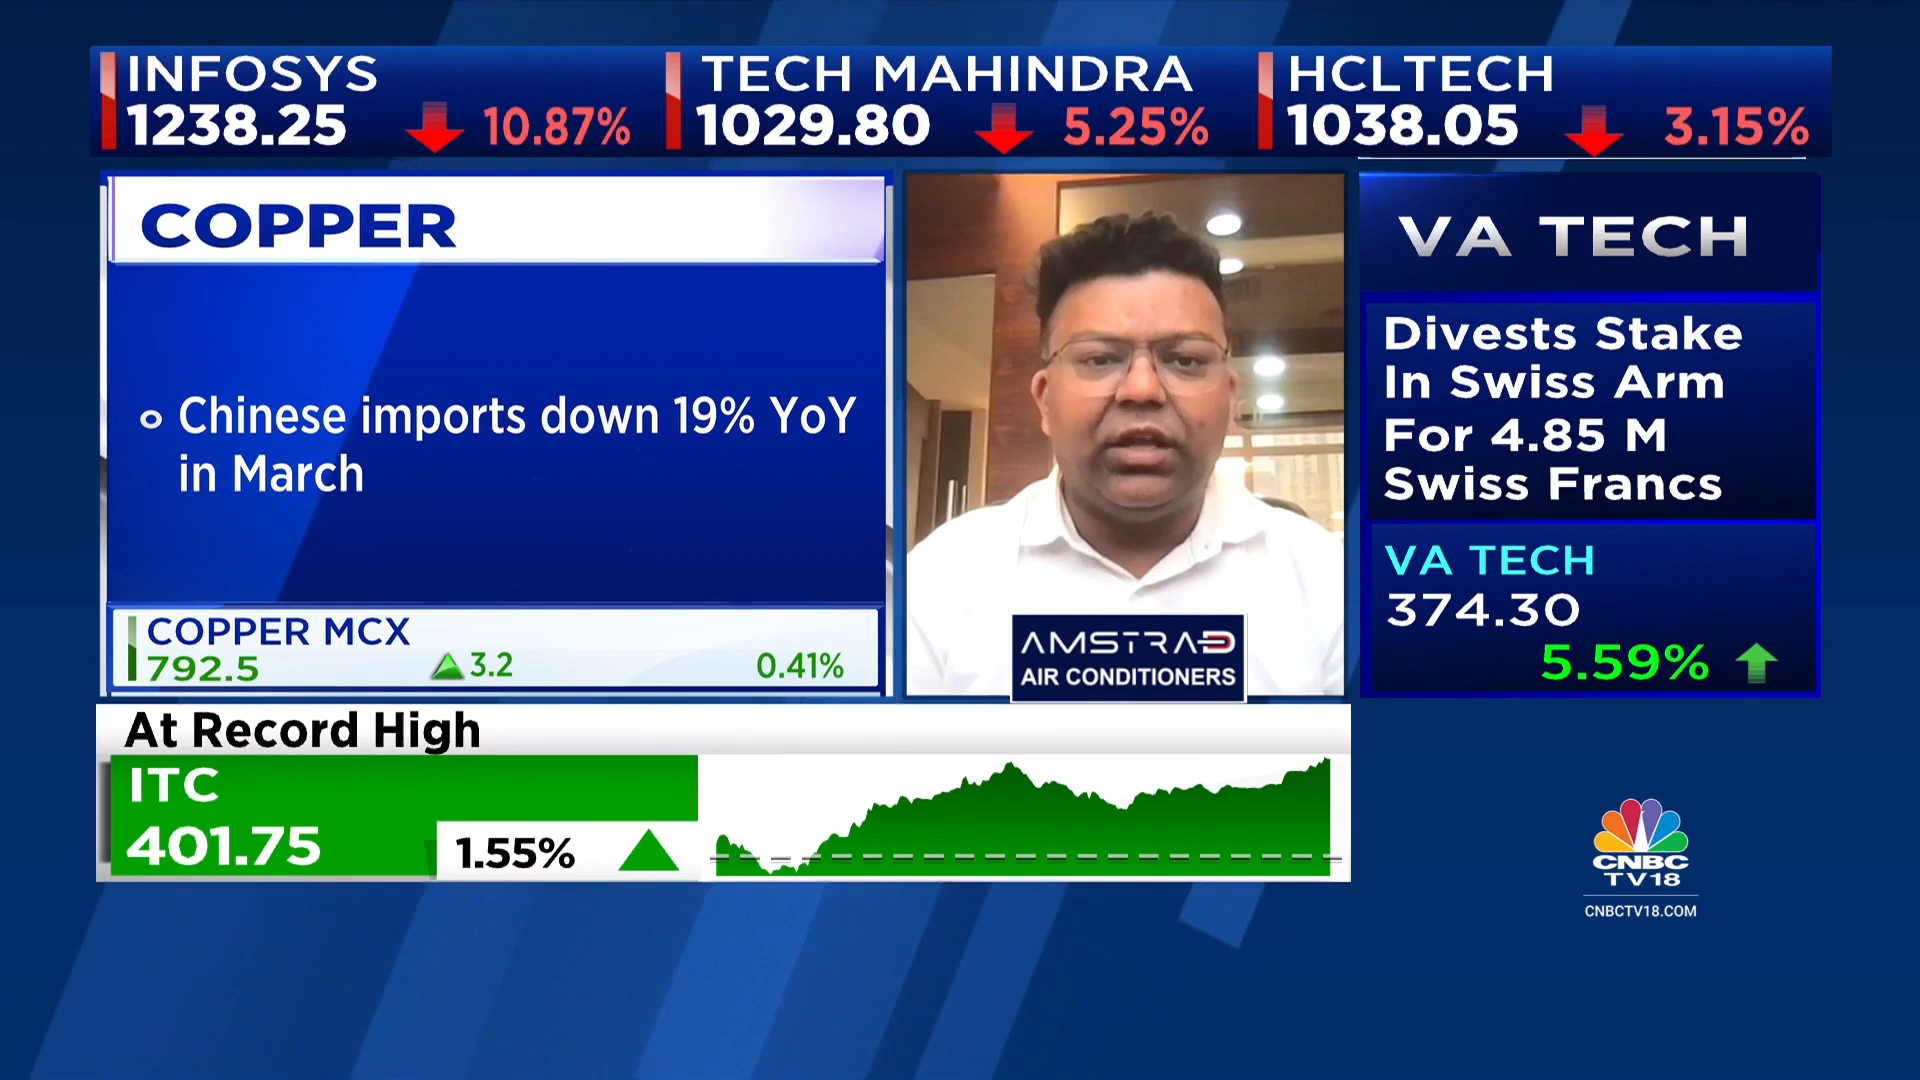 INFOSYS
1238.25 10.87%
TECH MAHINDRA
1029.80 5.25%
HCLTECH
1038.05 3.15%
COPPER
Chinese imports down 19% YoY
in March
COPPER MCX
792.5 3.2 0.41%
AMSTRAD
AIR CONDITIONERS
VA TECH
Divests Stake
In Swiss Arm
For 4.85 M
Swiss Francs
VA TECH
374.30
5.59%
At Record High
ITC
401.75 1.55%
CNBC
TV18
CNBCTV18.COM